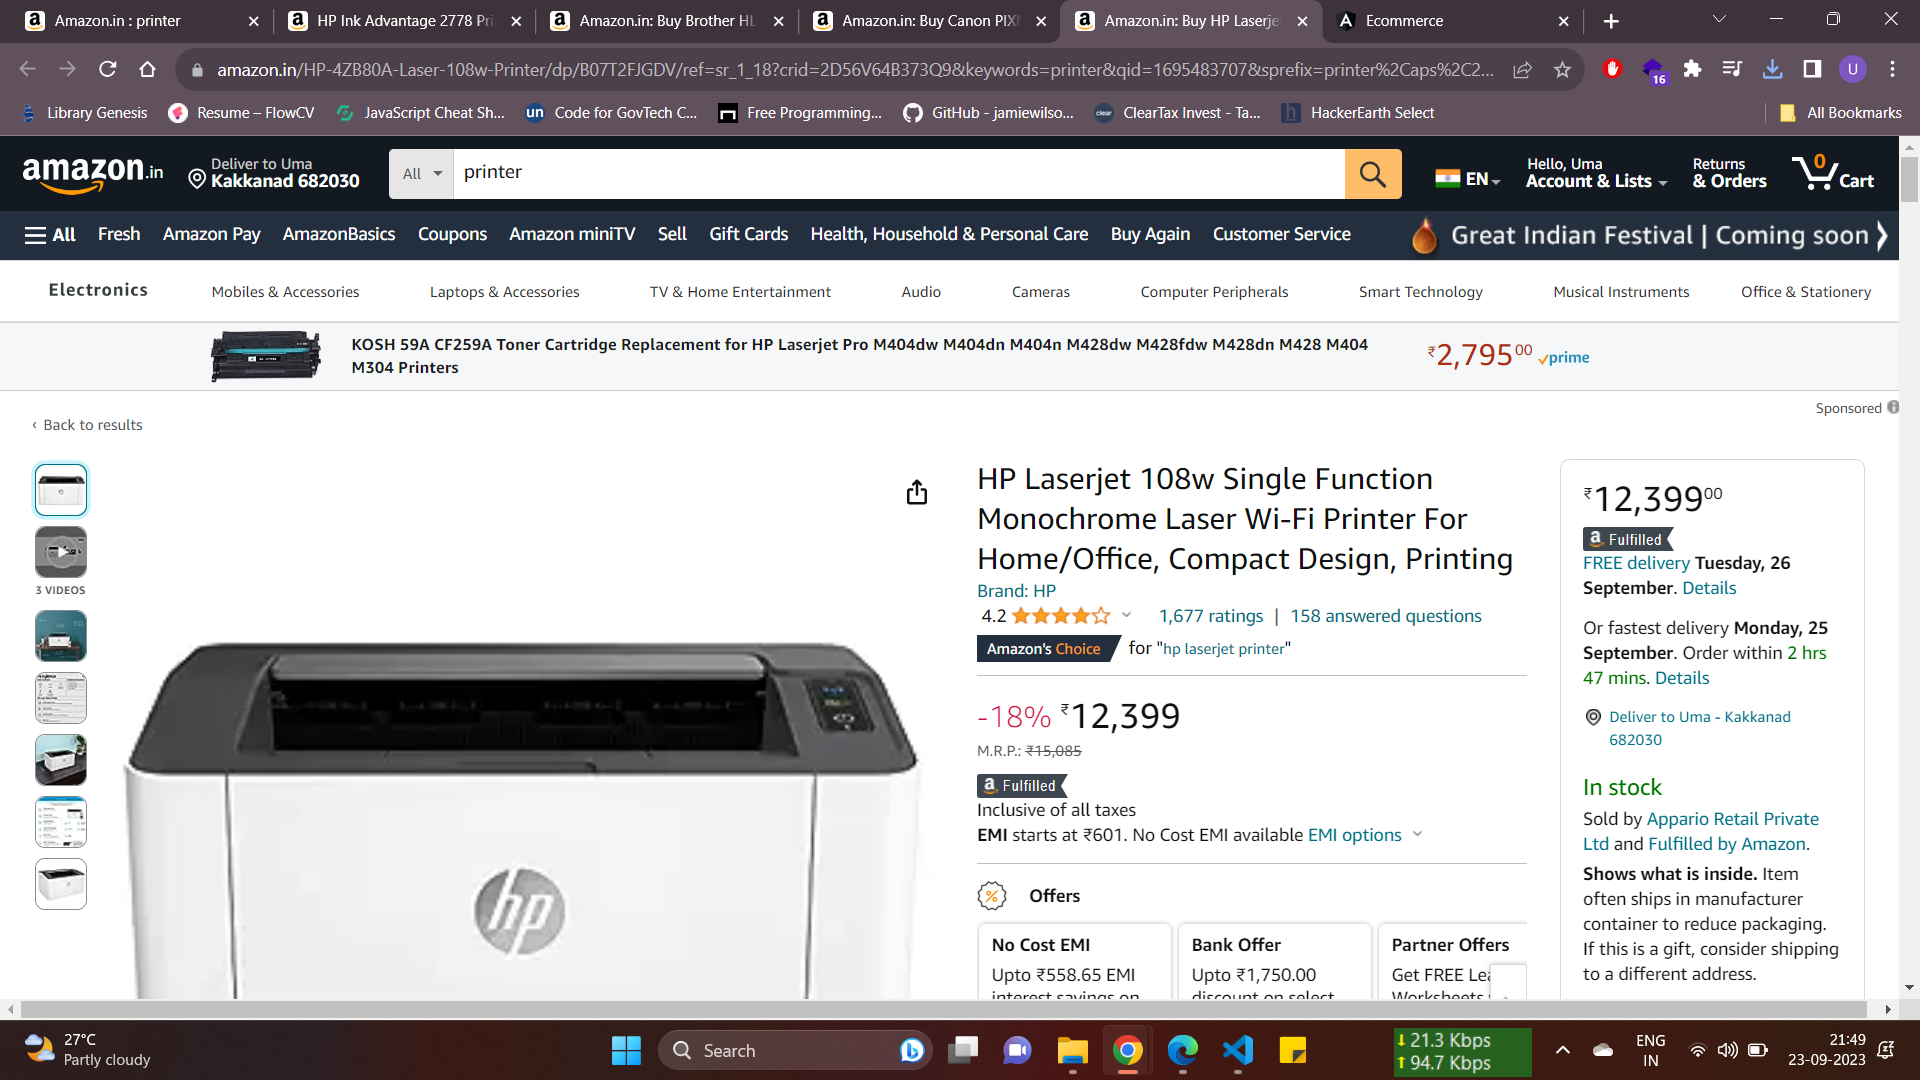 Amazon.in : printer
HP Ink Advantage 2778 Pri
Amazon.in: Buy Brother HL
Amazon.in: Buy Canon PIX
Amazon.in: Buy HP Laserje
Ecommerce
amazon.in/HP-4ZB80A-Laser-108w-Printer/dp/B07T2FJGDV/ref=sr_1_18?crid=2D56V64B373Q9&keywords=printer&qid=1695483707&sprefix=printer%2Caps%2C2...
16
U
Library Genesis
Resume – FlowCV
JavaScript Cheat Sh...
un Code for GovTech C...
Free Programming...
GitHub - jamiewilso...
clear ClearTax Invest - Ta...
h HackerEarth Select
All Bookmarks
amazon.in
Deliver to Uma
Kakkanad 682030
All
printer
EN
Hello, Uma
Account & Lists
Returns
& Orders
0
Cart
All
Fresh
Amazon Pay
AmazonBasics
Coupons
Amazon miniTV
Sell
Gift Cards
Health, Household & Personal Care
Buy Again
Customer Service
Great Indian Festival | Coming soon
Electronics
Mobiles & Accessories
Laptops & Accessories
TV & Home Entertainment
Audio
Cameras
Computer Peripherals
Smart Technology
Musical Instruments
Office & Stationery
KOSH 59A CF259A Toner Cartridge Replacement for HP Laserjet Pro M404dw M404dn M404n M428dw M428fdw M428dn M428 M404
M304 Printers
₹2,79500 prime
Sponsored
‹ Back to results
3 VIDEOS
hp
HP Laserjet 108w Single Function
Monochrome Laser Wi-Fi Printer For
Home/Office, Compact Design, Printing
Brand: HP
4.2
1,677 ratings | 158 answered questions
Amazon's Choice for "hp laserjet printer"
-18% ₹12,399
M.R.P.: ₹15,085
a Fulfilled
Inclusive of all taxes
EMI starts at ₹601. No Cost EMI available EMI options
% Offers
No Cost EMI
Upto ₹558.65 EMI
interest savings on
Bank Offer
Upto ₹1,750.00
discount on select
Partner Offers
Get FREE Lea
Worksheets
₹12,39900
a Fulfilled
FREE delivery Tuesday, 26
September. Details
Or fastest delivery Monday, 25
September. Order within 2 hrs
47 mins. Details
Deliver to Uma - Kakkanad
682030
In stock
Sold by Appario Retail Private
Ltd and Fulfilled by Amazon.
Shows what is inside. Item
often ships in manufacturer
container to reduce packaging.
If this is a gift, consider shipping
to a different address.
27°C
Partly cloudy
Search
21.3 Kbps
94.7 Kbps
ENG
IN
21:49
23-09-2023